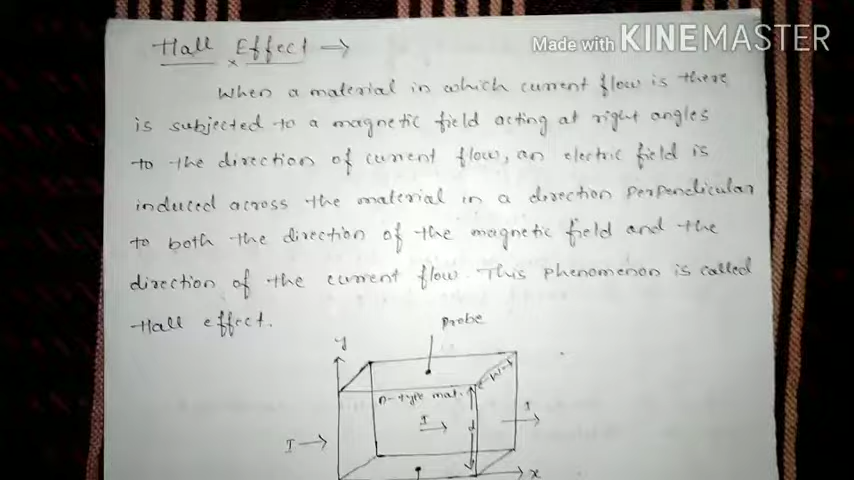 Made with KINEMASTER
Hall Effect →
When a material in which current flow is there
is subjected to a magnetic field acting at right angles
to the direction of current flow, an electric field is
induced across the material in a direction perpendicular
to both the direction of the magnetic field and the
direction of the current flow. This phenomenon is called
Hall effect.
Probe
y
W
n-type mat.
I
I
d
I
x